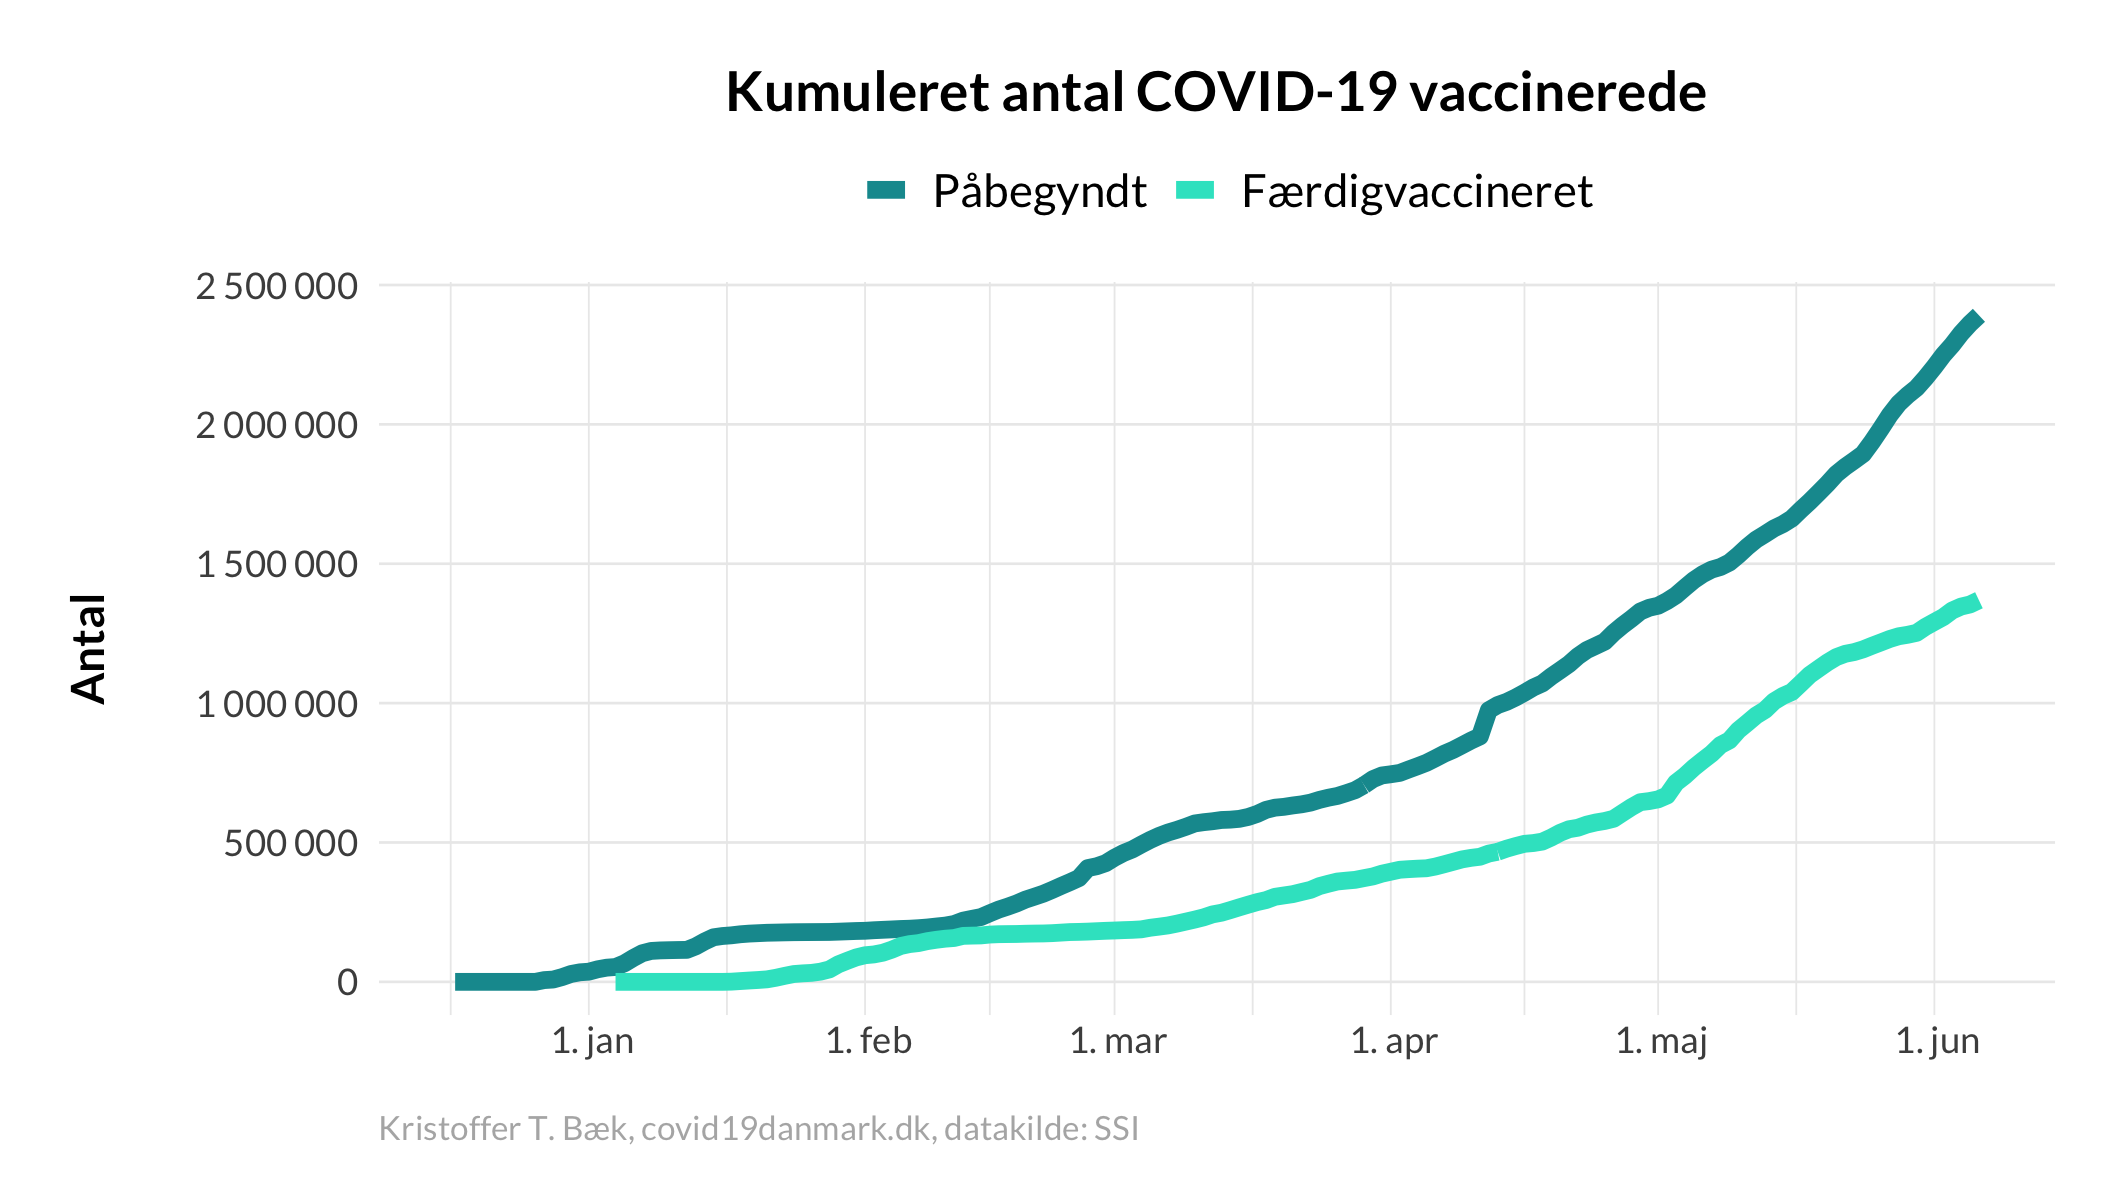 Kumuleret antal COVID-19 vaccinerede
Påbegyndt Færdigvaccineret
2 500 000
2 000 000
1 500 000
1 000 000
500 000
0
Antal
1. jan 1. feb 1. mar 1. apr 1. maj 1. jun
Kristoffer T. Bæk, covid19danmark.dk, datakilde: SSI